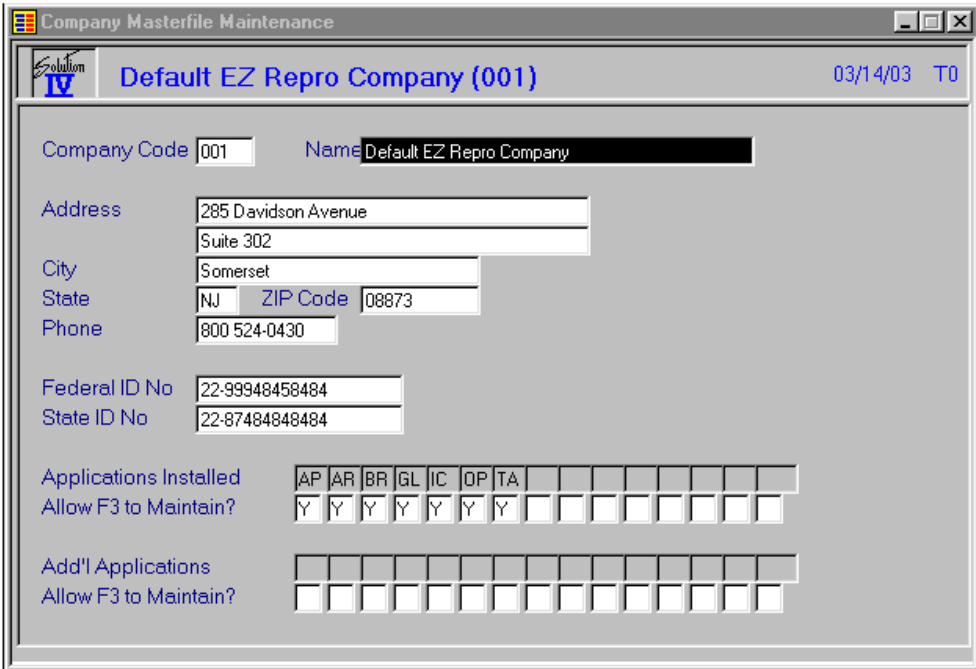 Company Masterfile Maintenance
Solution IV Default EZ Repro Company (001) 03/14/03 T0
Company Code 001 Name Default EZ Repro Company
Address 285 Davidson Avenue
Suite 302
City Somerset
State NJ ZIP Code 08873
Phone 800 524-0430
Federal ID No 22-99948458484
State ID No 22-87484848484
Applications Installed AP AR BR GL IC OP TA
Allow F3 to Maintain? Y Y Y Y Y Y Y
Add'l Applications
Allow F3 to Maintain?